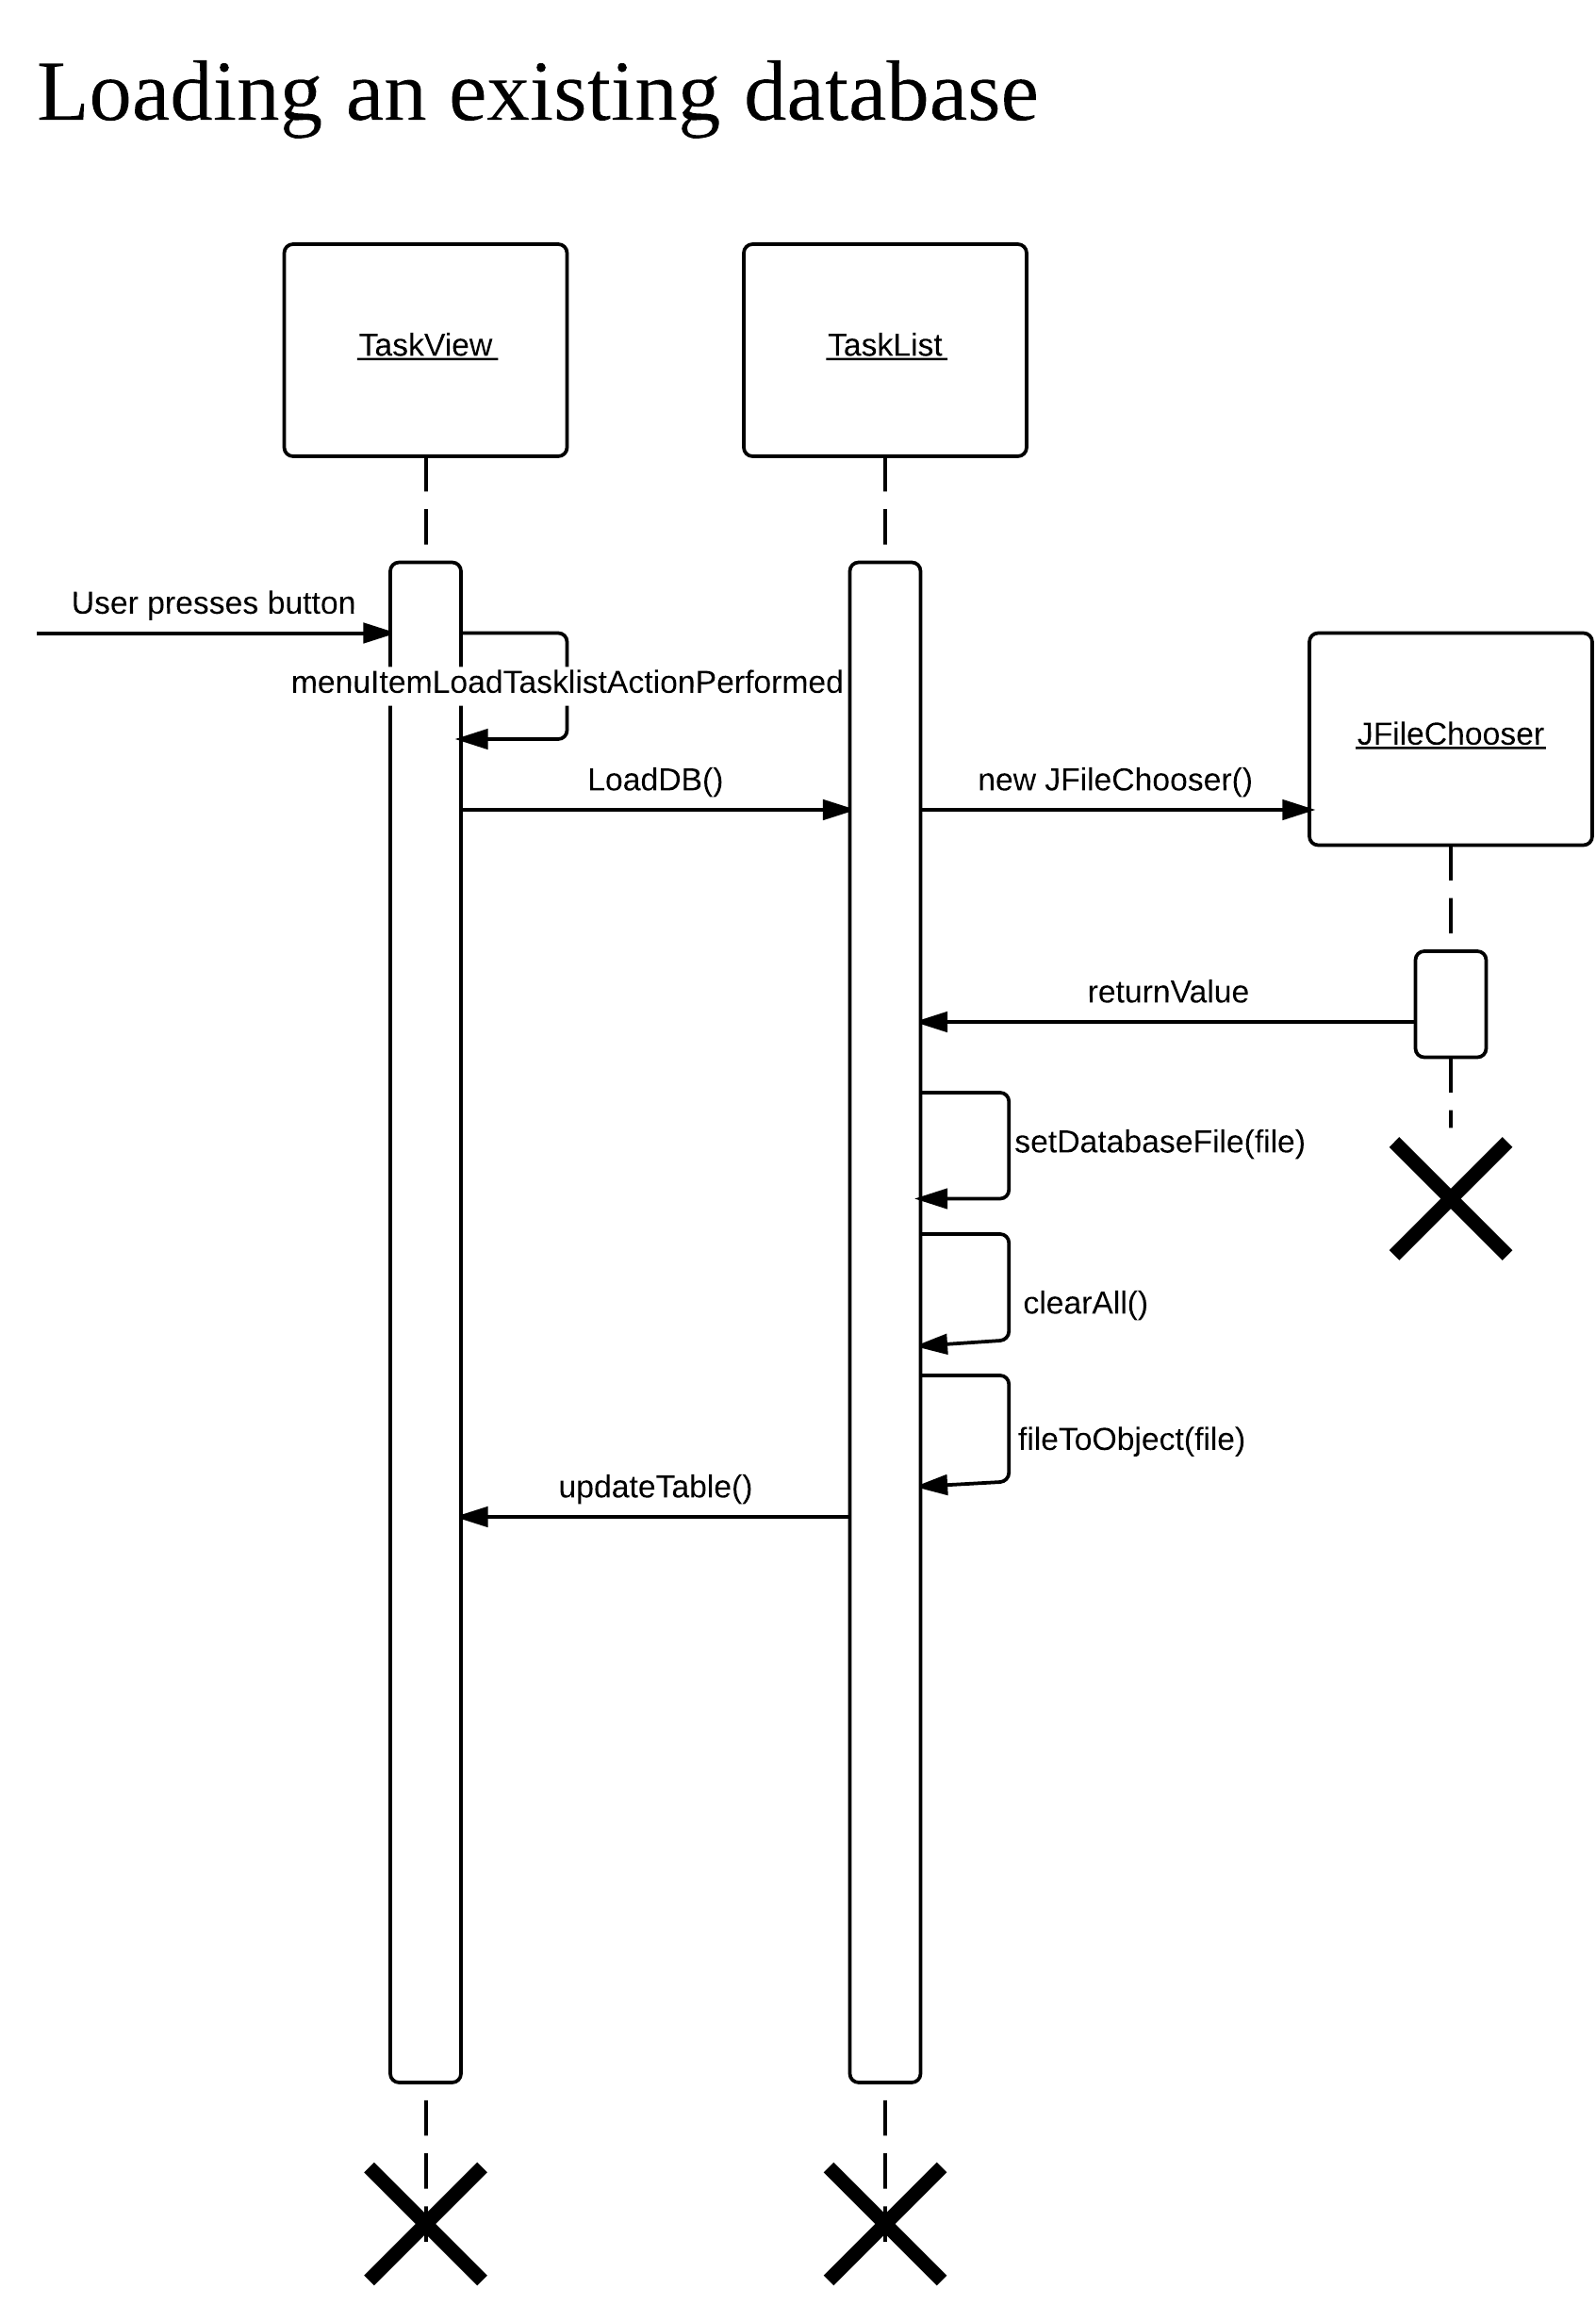 Loading an existing database
TaskView
TaskList
User presses button
menuItemLoadTasklistActionPerformed
JFileChooser
LoadDB()
new JFileChooser()
returnValue
setDatabaseFile(file)
clearAll()
fileToObject(file)
updateTable()